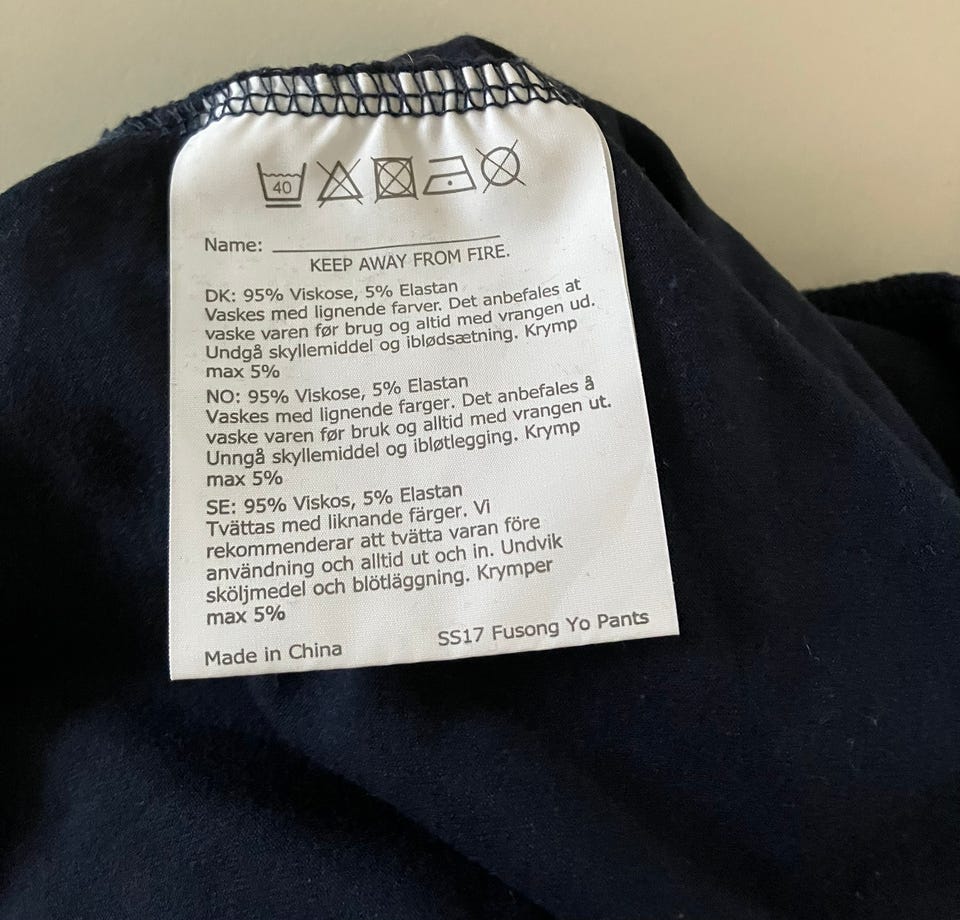 40
Name:
KEEP AWAY FROM FIRE.
DK: 95% Viskose, 5% Elastan
Vaskes med lignende farver. Det anbefales at
vaske varen før brug og altid med vrangen ud.
Undgå skyllemiddel og iblødsætning. Krymp
max 5%
NO: 95% Viskose, 5% Elastan
Vaskes med lignende farger. Det anbefales å
vaske varen før bruk og altid med vrangen ut.
Unngå skyllemiddel og ibløtlegging. Krymp
max 5%
SE: 95% Viskos, 5% Elastan
Tvättas med liknande färger. Vi
rekommenderar att tvätta varan före
användning och alltid ut och in. Undvik
sköljmedel och blötläggning. Krymper
max 5%
Made in China SS17 Fusong Yo Pants